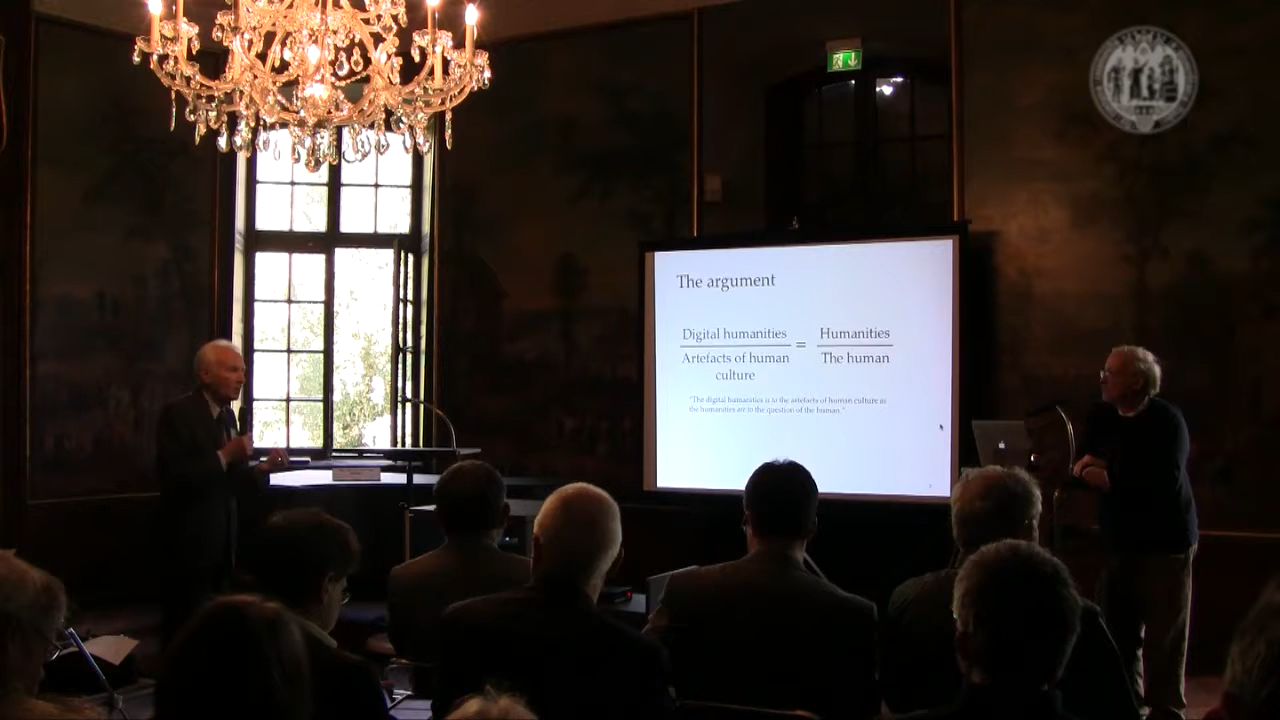 The argument
Digital humanities
Artefacts of human
culture
=
Humanities
The human
"The digital humanities is to the artefacts of human culture as
the humanities are to the question of the human."